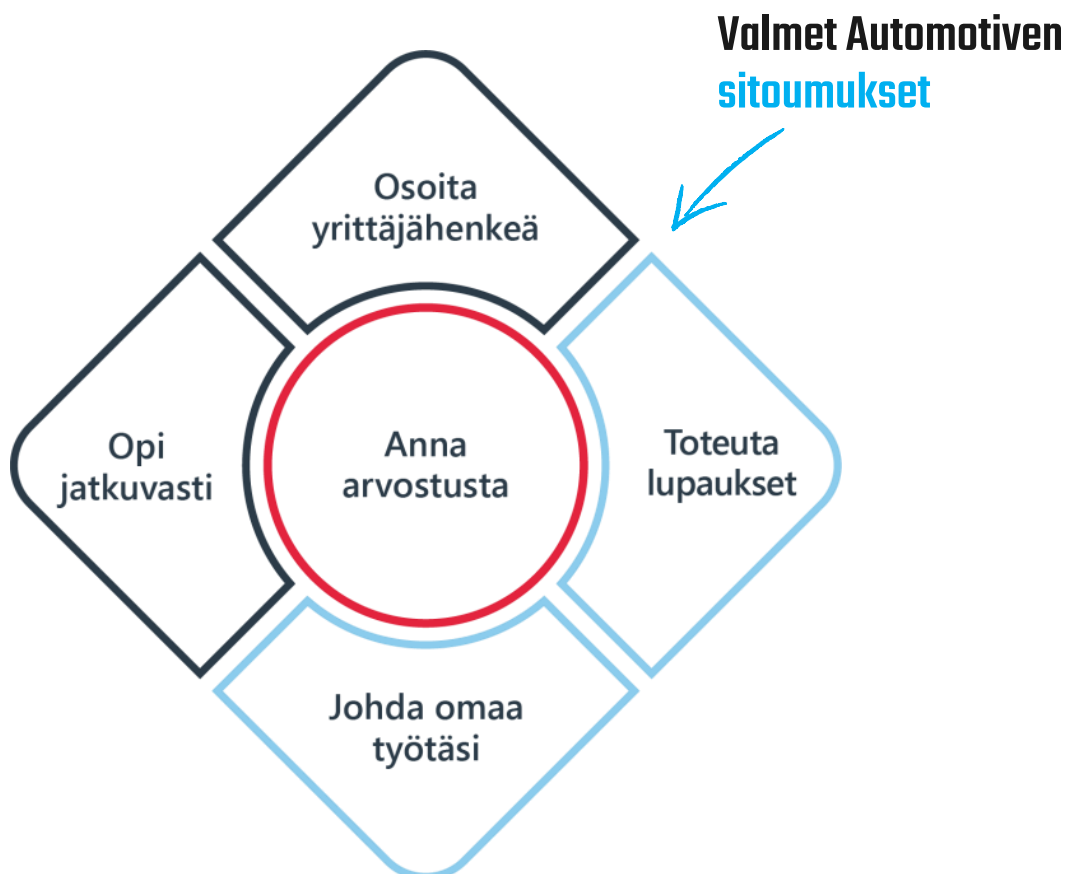 Valmet Automotiven
sitoumukset
Osoita
yrittäjähenkeä
Opi
jatkuvasti
Anna
arvostusta
Toteuta
lupaukset
Johda omaa
työtäsi